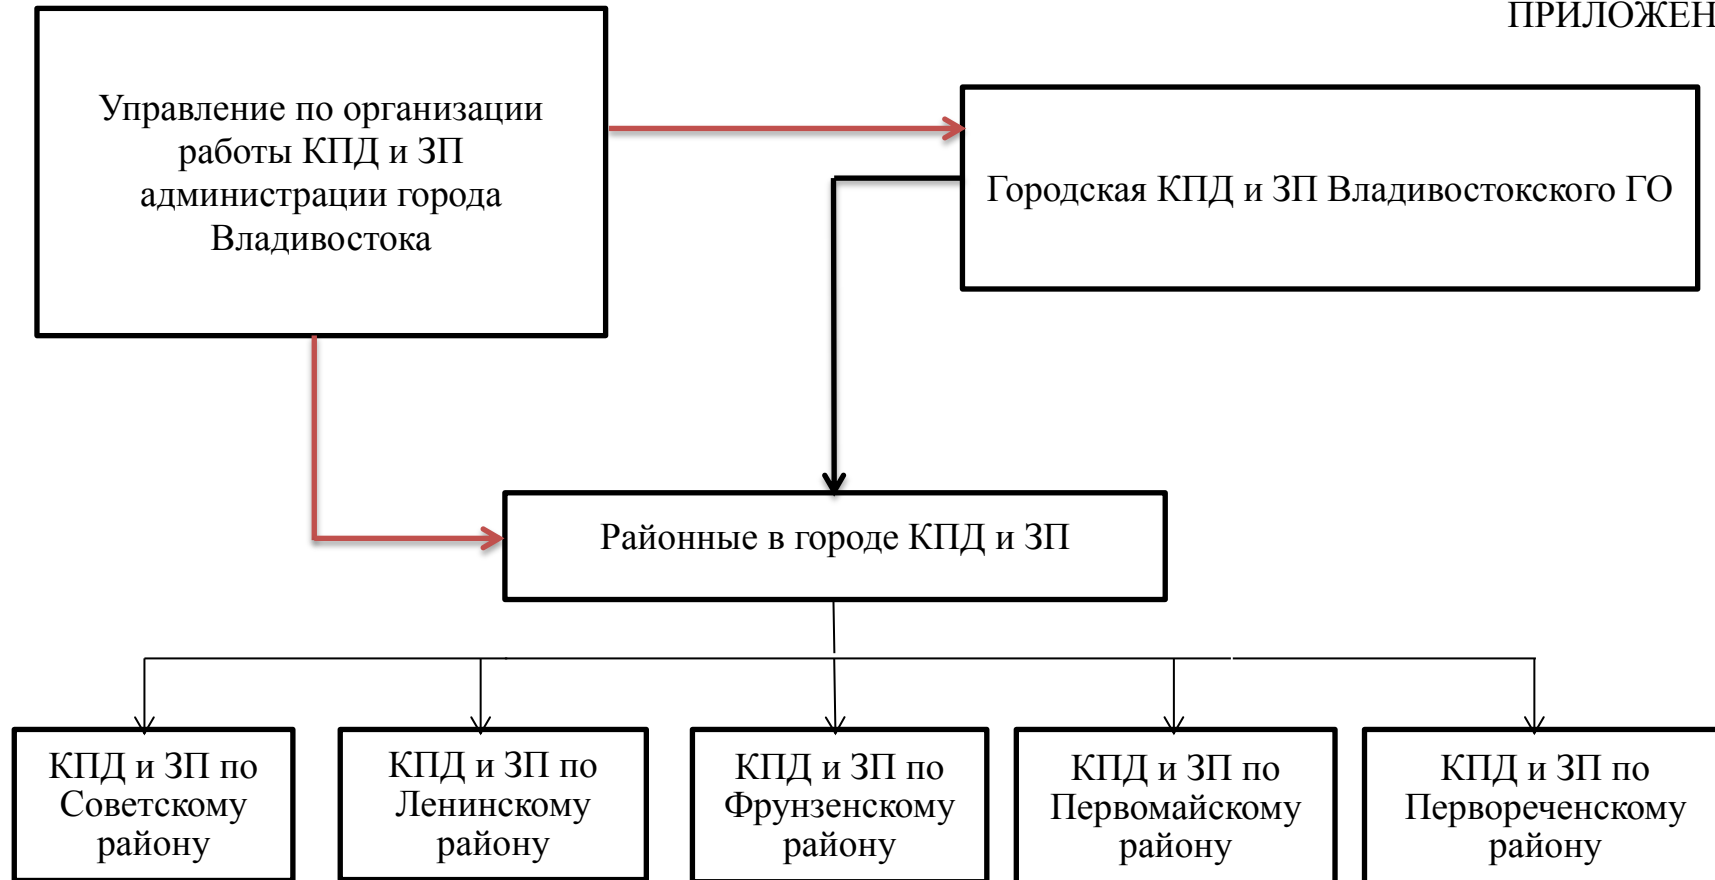 ПРИЛОЖЕН
Управление по организации
работы КПД и ЗП
администрации города
Владивостока
Городская КПД и ЗП Владивостокского ГО
Районные в городе КПД и ЗП
КПД и ЗП по
Советскому
району
КПД и ЗП по
Ленинскому
району
КПД и ЗП по
Фрунзенскому
району
КПД и ЗП по
Первомайскому
району
КПД и ЗП по
Первореченскому
району